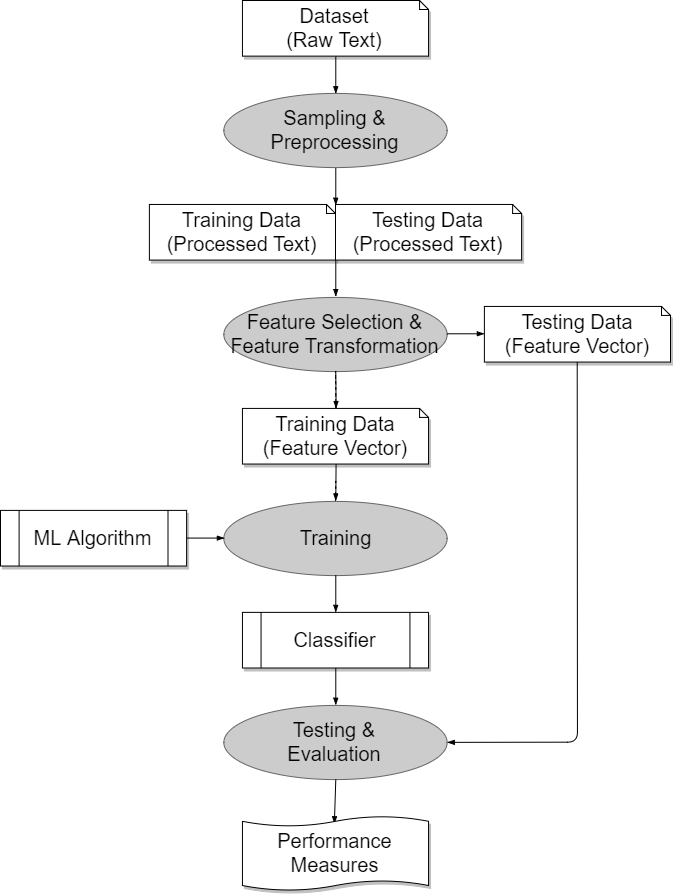 Dataset
(Raw Text)
Sampling &
Preprocessing
Training Data
(Processed Text)
Testing Data
(Processed Text)
Feature Selection &
Feature Transformation
Testing Data
(Feature Vector)
Training Data
(Feature Vector)
ML Algorithm
Training
Classifier
Testing &
Evaluation
Performance
Measures